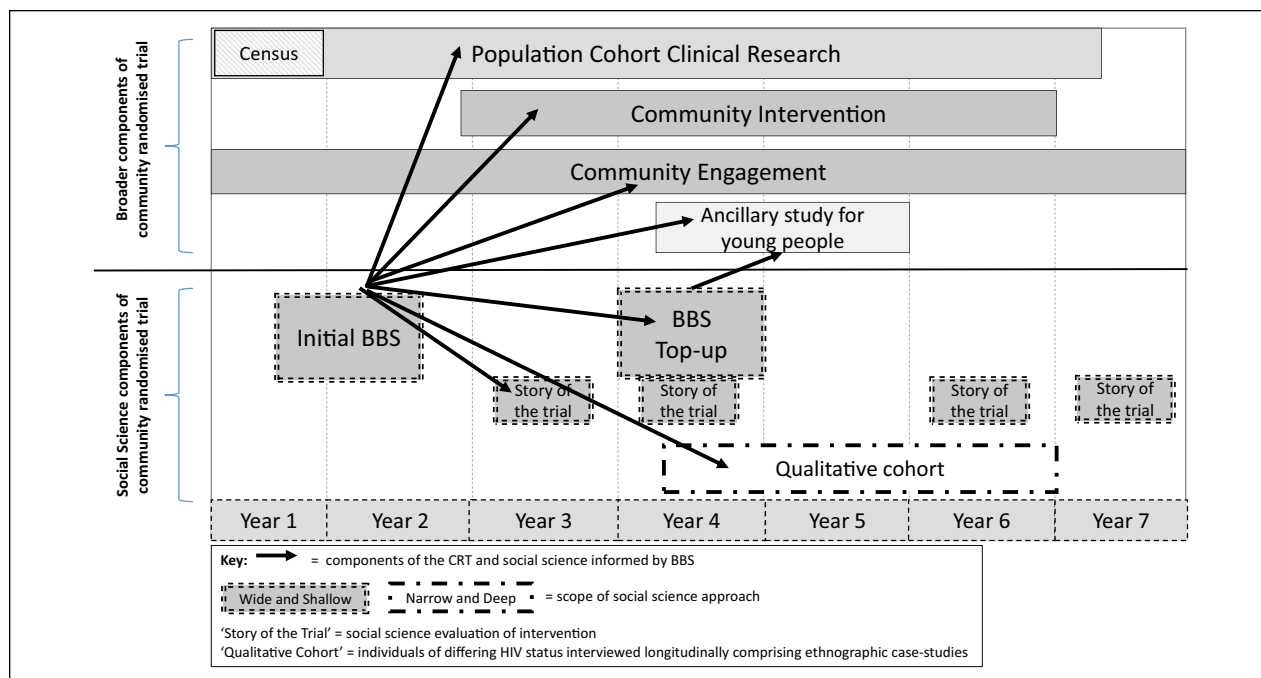 Broader components of
community randomised trial
Census
Population Cohort Clinical Research
Community Intervention
Community Engagement
Ancillary study for
young people
Social Science components of
community randomised trial
Initial BBS
BBS
Top-up
Story of
the trial
Story of
the trial
Story of
the trial
Story of
the trial
Qualitative cohort
Year 1 Year 2 Year 3 Year 4 Year 5 Year 6 Year 7
Key: = components of the CRT and social science informed by BBS
Wide and Shallow Narrow and Deep = scope of social science approach
‘Story of the Trial’ = social science evaluation of intervention
‘Qualitative Cohort’ = individuals of differing HIV status interviewed longitudinally comprising ethnographic case-studies